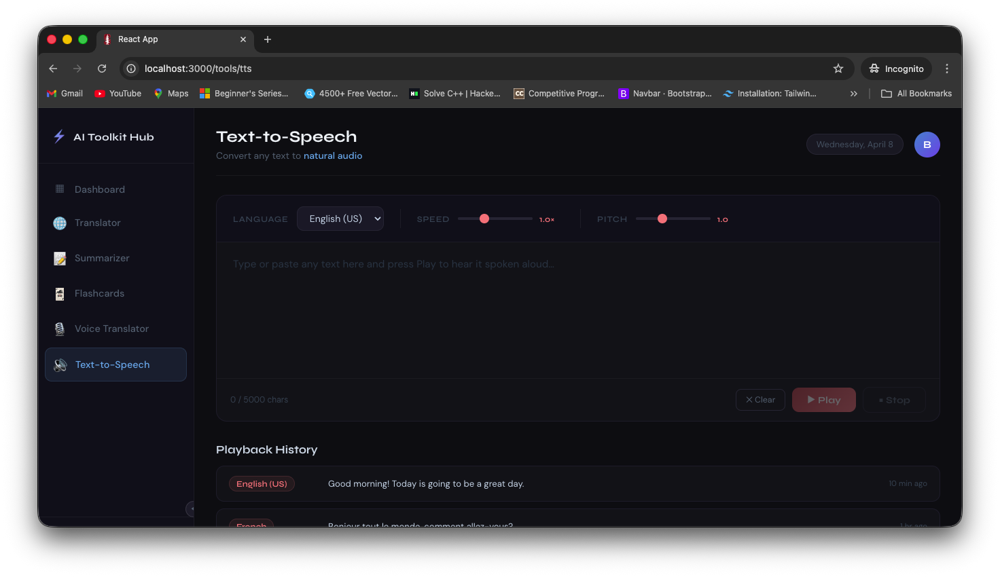 React App
localhost:3000/tools/tts
Incognito
Gmail
YouTube
Maps
Beginner's Series...
4500+ Free Vector...
Solve C++ | Hacke...
Competitive Progr...
Navbar · Bootstrap...
Installation: Tailwin...
All Bookmarks
AI Toolkit Hub
Dashboard
Translator
Summarizer
Flashcards
Voice Translator
Text-to-Speech
Text-to-Speech
Convert any text to natural audio
Wednesday, April 8
B
LANGUAGE English (US) SPEED 1.0× PITCH 1.0
Type or paste any text here and press Play to hear it spoken aloud...
0 / 5000 chars
Clear
Play
Stop
Playback History
English (US) Good morning! Today is going to be a great day. 10 min ago
French Bonjour tout le monde, comment allez-vous? 1 hr ago